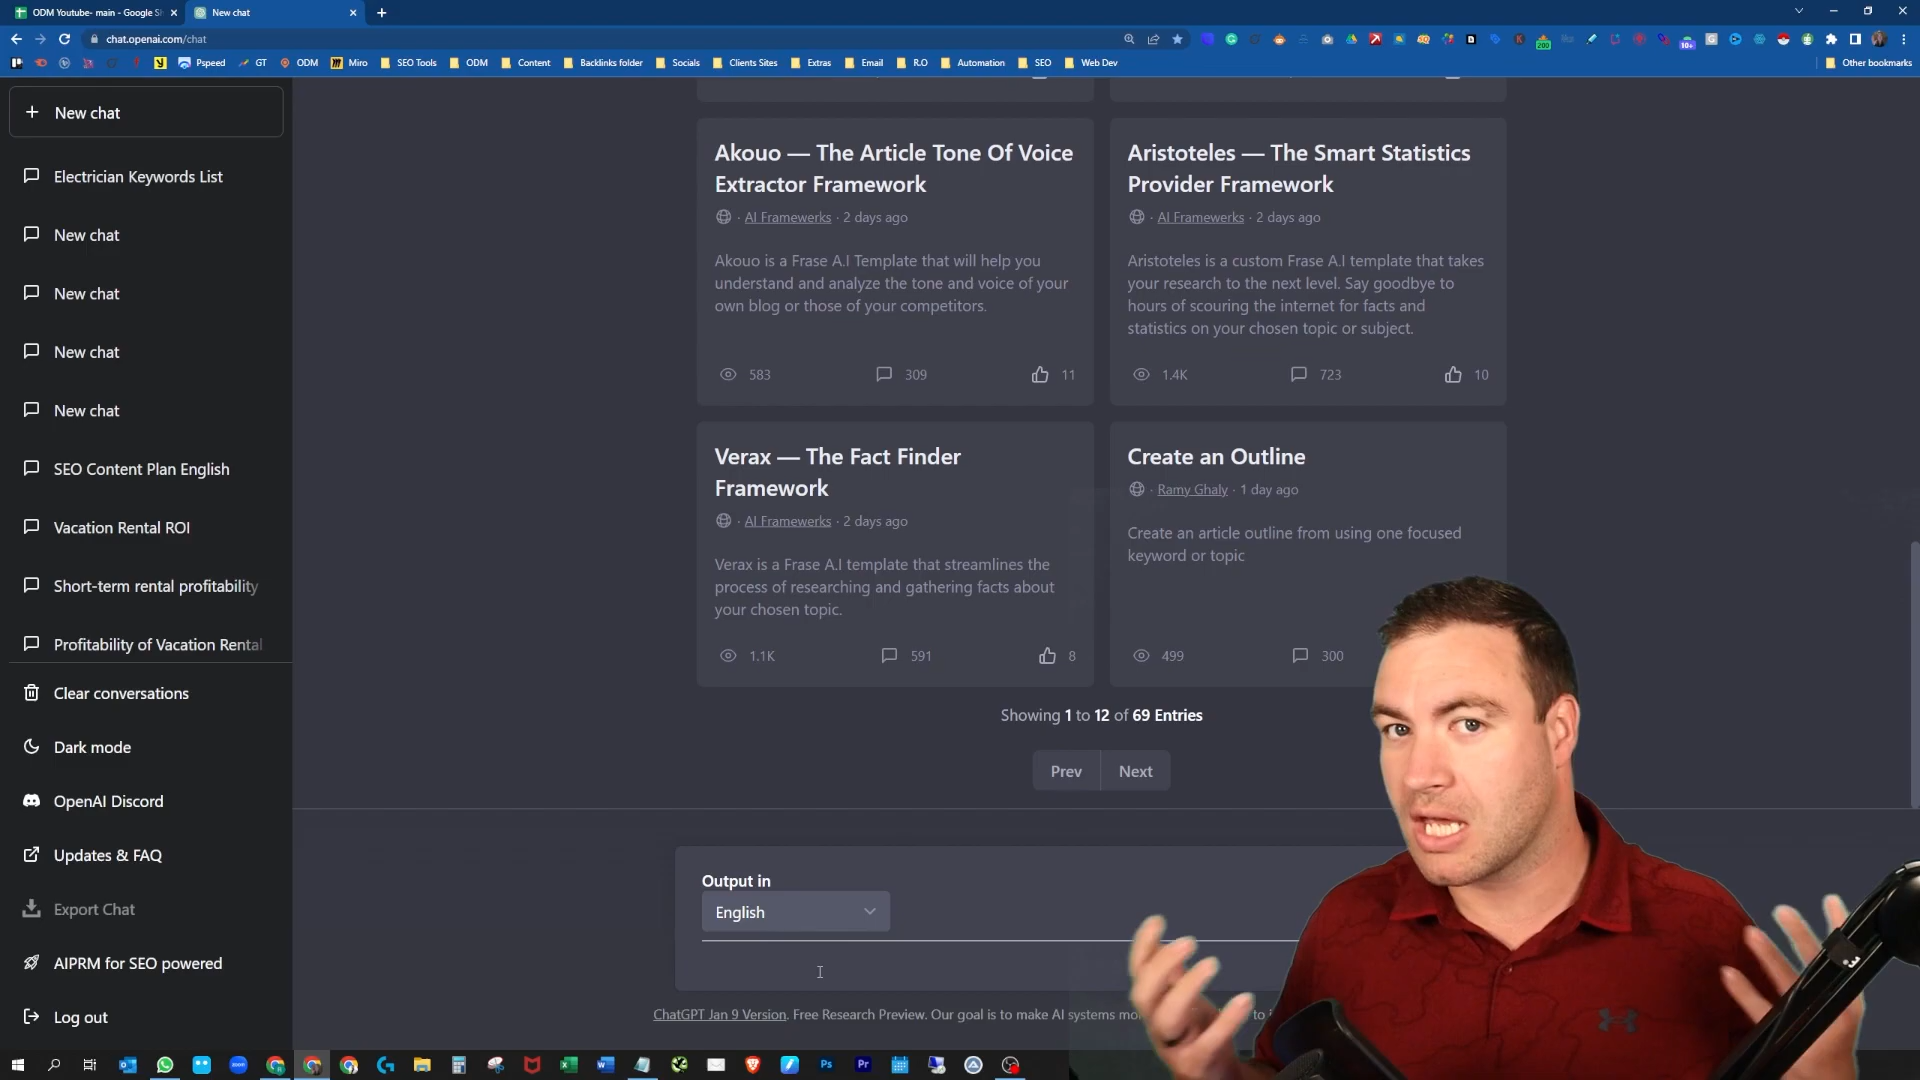 ODM Youtube- main - Google Sh
New chat
chat.openai.com/chat
Pspeed
GT
ODM
Miro
SEO Tools
ODM
Content
Backlinks folder
Socials
Clients Sites
Extras
Email
R.O
Automation
SEO
Web Dev
Other bookmarks
New chat
Electrician Keywords List
New chat
New chat
New chat
New chat
SEO Content Plan English
Vacation Rental ROI
Short-term rental profitability
Profitability of Vacation Rental
Clear conversations
Dark mode
OpenAI Discord
Updates & FAQ
Export Chat
AIPRM for SEO powered
Log out
Akouo — The Article Tone Of Voice
Extractor Framework
· AI Framewerks · 2 days ago
Akouo is a Frase A.I Template that will help you
understand and analyze the tone and voice of your
own blog or those of your competitors.
583 309 11
Aristoteles — The Smart Statistics
Provider Framework
· AI Framewerks · 2 days ago
Aristoteles is a custom Frase A.I template that takes
your research to the next level. Say goodbye to
hours of scouring the internet for facts and
statistics on your chosen topic or subject.
1.4K 723 10
Verax — The Fact Finder
Framework
· AI Framewerks · 2 days ago
Verax is a Frase A.I template that streamlines the
process of researching and gathering facts about
your chosen topic.
1.1K 591 8
Create an Outline
· Ramy Ghaly · 1 day ago
Create an article outline from using one focused
keyword or topic
499 300
Showing 1 to 12 of 69 Entries
Prev Next
Output in
English
ChatGPT Jan 9 Version. Free Research Preview. Our goal is to make AI systems